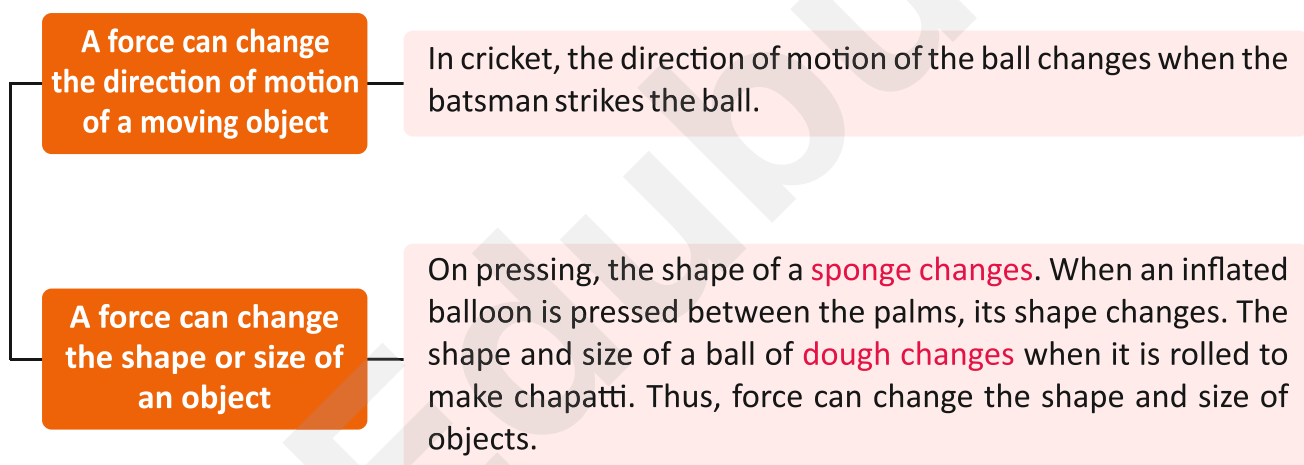 A force can change
the direction of motion
of a moving object
In cricket, the direction of motion of the ball changes when the
batsman strikes the ball.
A force can change
the shape or size of
an object
On pressing, the shape of a sponge changes. When an inflated
balloon is pressed between the palms, its shape changes. The
shape and size of a ball of dough changes when it is rolled to
make chapatti. Thus, force can change the shape and size of
objects.
Edubu